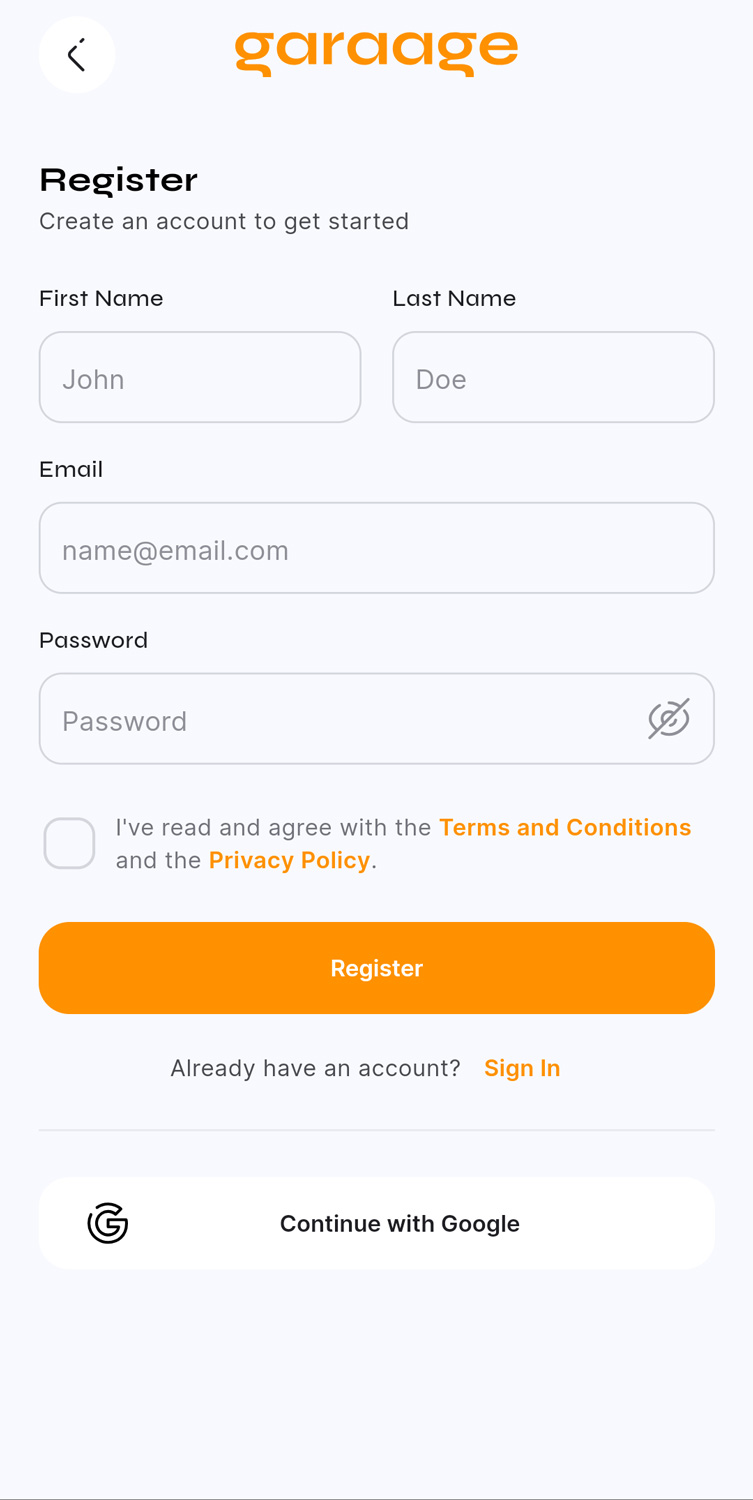 garaage
Register
Create an account to get started
First Name
Last Name
John
Doe
Email
name@email.com
Password
Password
I've read and agree with the Terms and Conditions
and the Privacy Policy.
Register
Already have an account? Sign In
Continue with Google